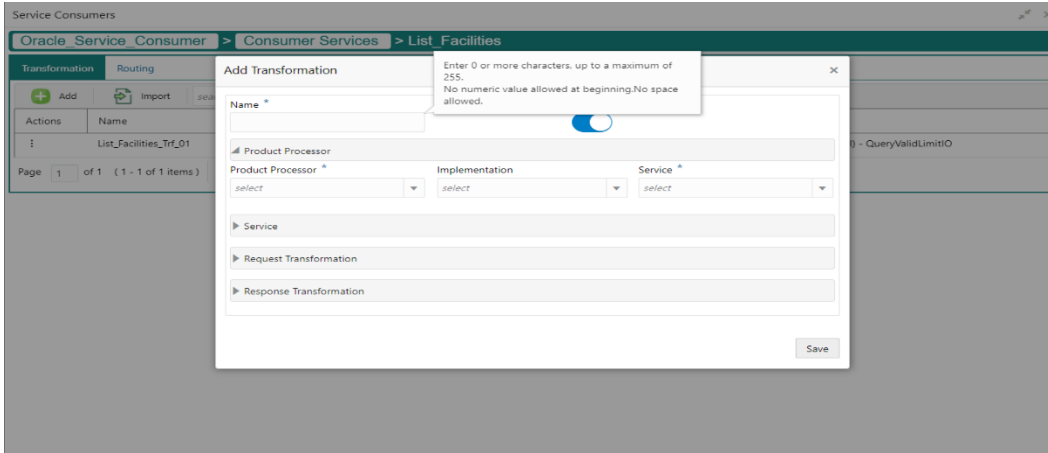 Service Consumers
Oracle_Service_Consumer > Consumer Services > List_Facilities
Transformation Routing
Add Transformation
Enter 0 or more characters, up to a maximum of
255.
No numeric value allowed at beginning.No space
allowed.
Add Import sea
Name *
Actions Name
List_Facilities_Trf_01
) - QueryValidLimitIO
Product Processor
Page 1 of 1 ( 1 - 1 of 1 items )
Product Processor * Implementation Service *
select select select
Service
Request Transformation
Response Transformation
Save